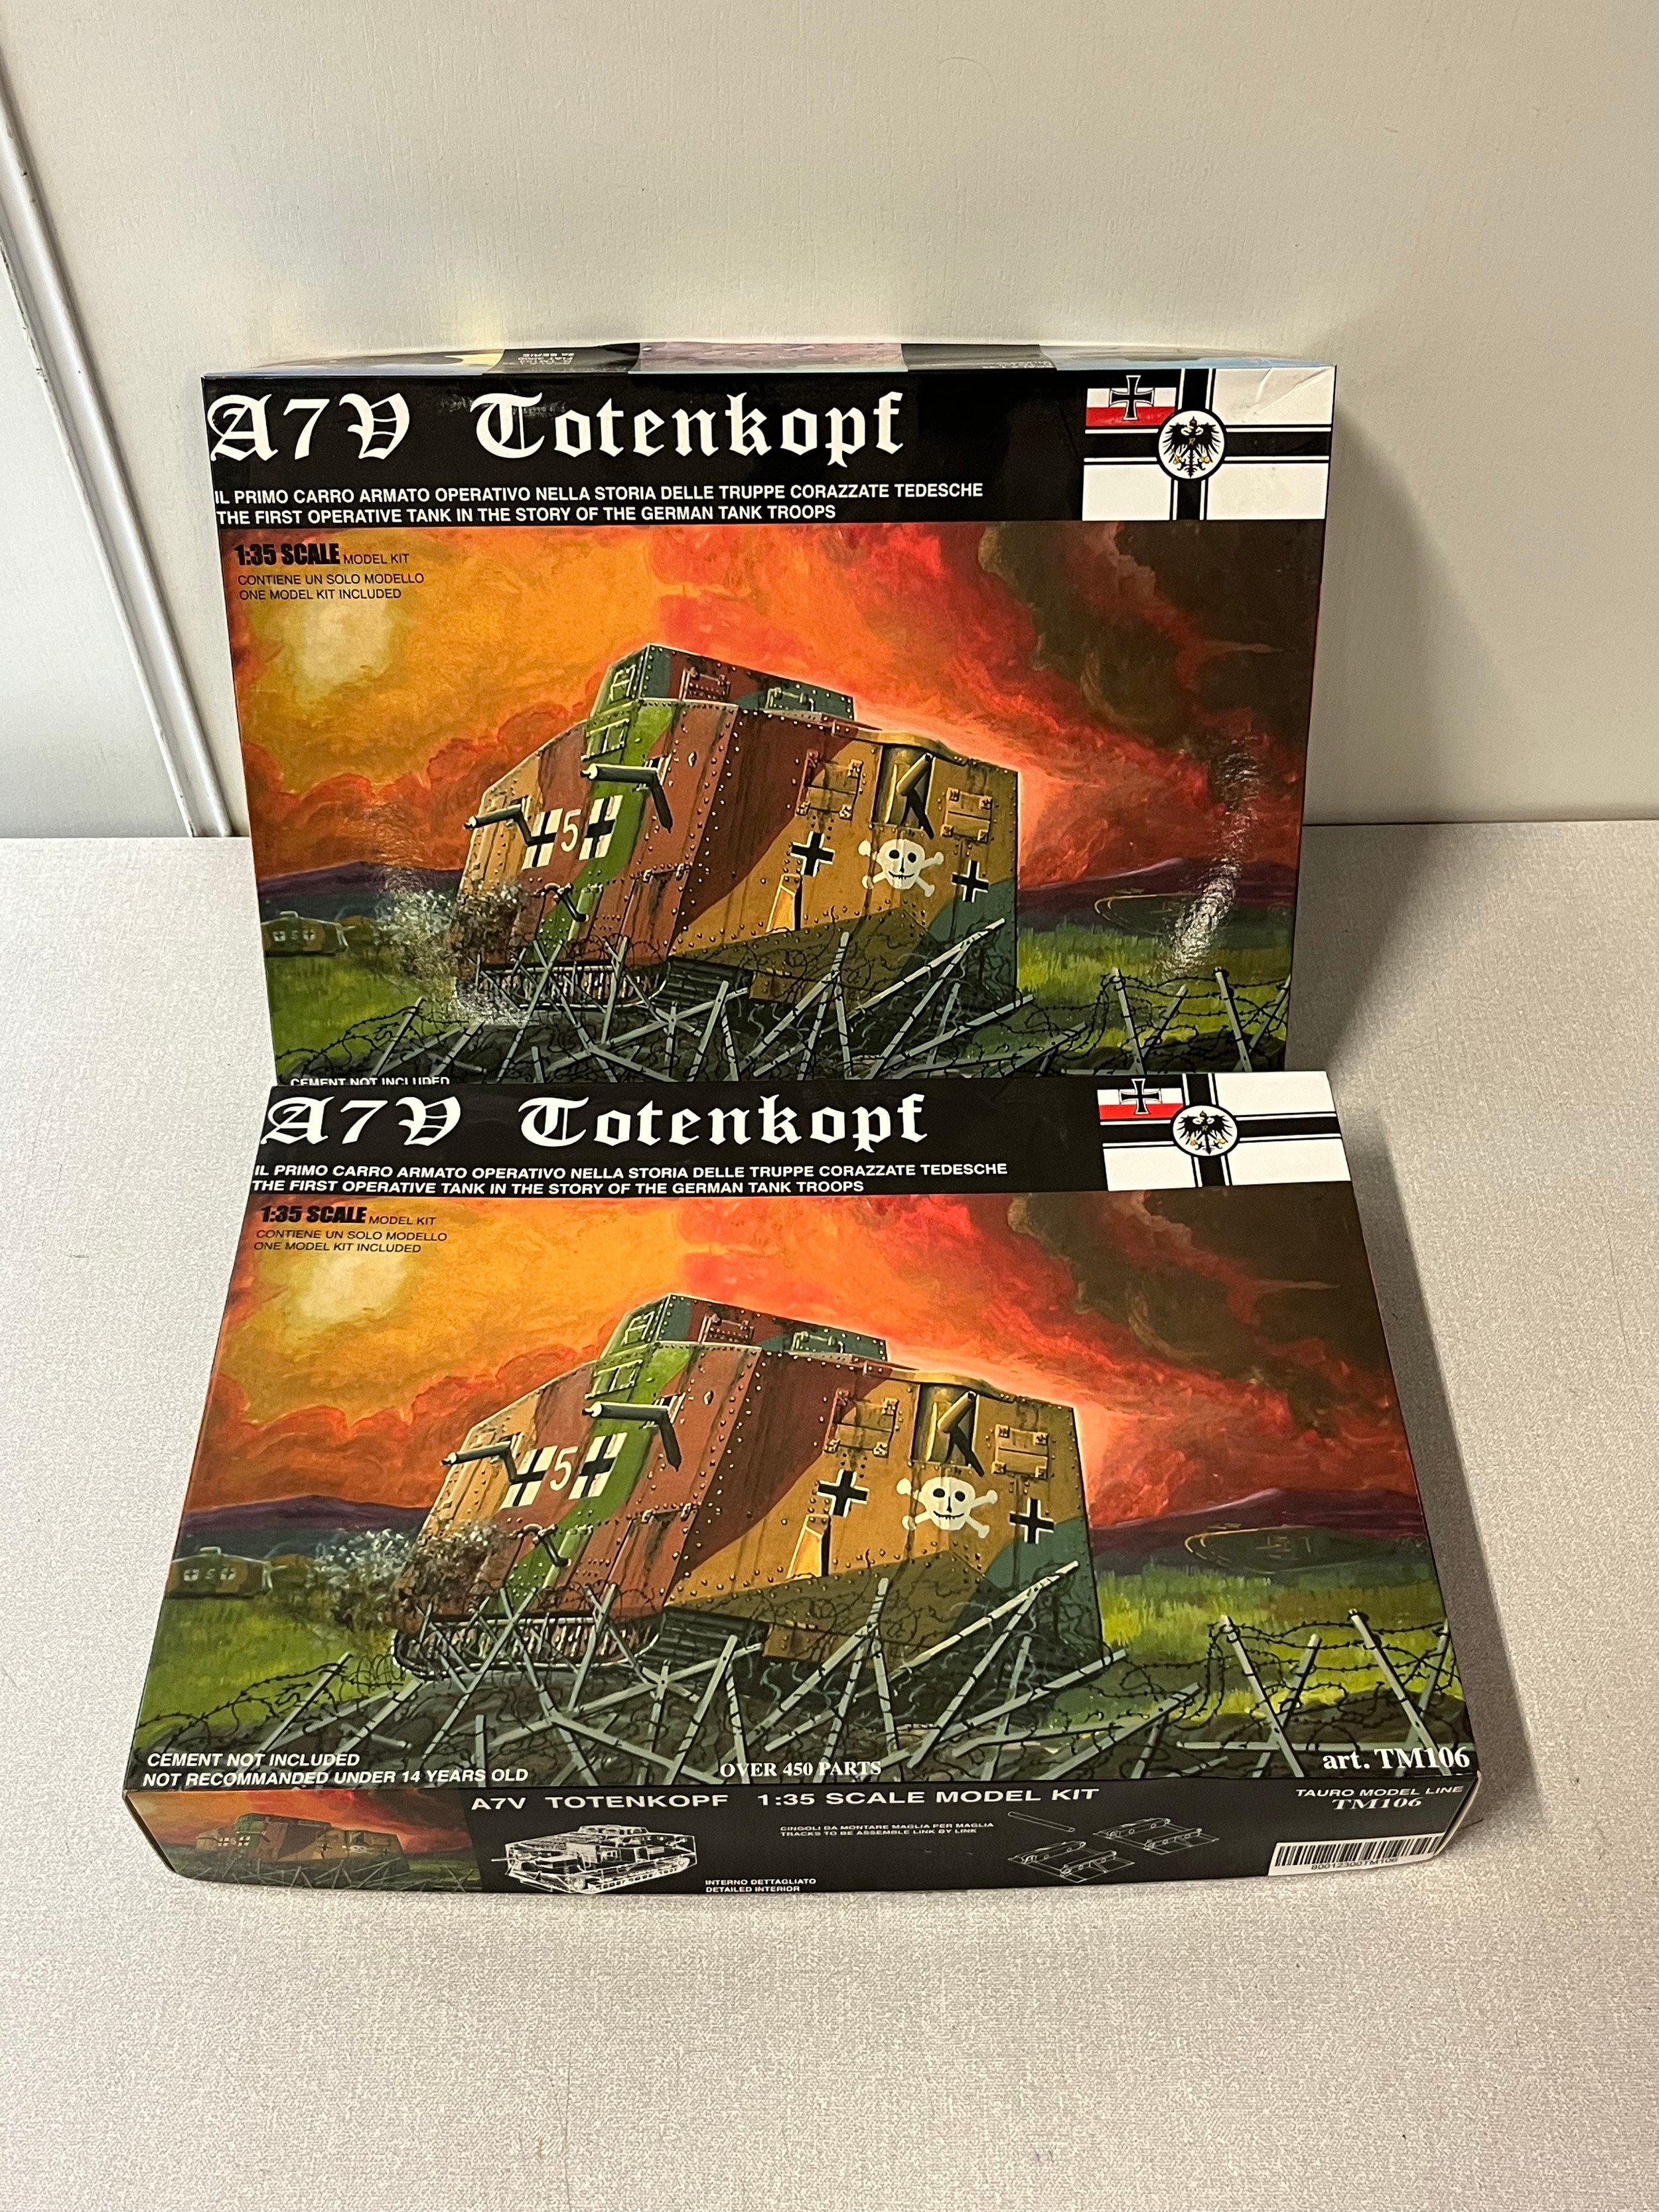 A7V Totenkopf
IL PRIMO CARRO ARMATO OPERATIVO NELLA STORIA DELLE TRUPPE CORAZZATE TEDESCHE
THE FIRST OPERATIVE TANK IN THE STORY OF THE GERMAN TANK TROOPS
1:35 SCALE MODEL KIT
CONTIENE UN SOLO MODELLO
ONE MODEL KIT INCLUDED
5
CEMENT NOT INCLUDED
A7V Totenkopf
IL PRIMO CARRO ARMATO OPERATIVO NELLA STORIA DELLE TRUPPE CORAZZATE TEDESCHE
THE FIRST OPERATIVE TANK IN THE STORY OF THE GERMAN TANK TROOPS
1:35 SCALE MODEL KIT
CONTIENE UN SOLO MODELLO
ONE MODEL KIT INCLUDED
5
CEMENT NOT INCLUDED
NOT RECOMMANDED UNDER 14 YEARS OLD
OVER 450 PARTS
art. TM106
A7V TOTENKOPF 1:35 SCALE MODEL KIT
TAURO MODEL LINE
TM106
CINGOLI DA MONTARE MAGLIA PER MAGLIA
TRACKS TO BE ASSEMBLE LINK BY LINK
INTERNO DETTAGLIATO
DETAILED INTERIOR
80012300TM106